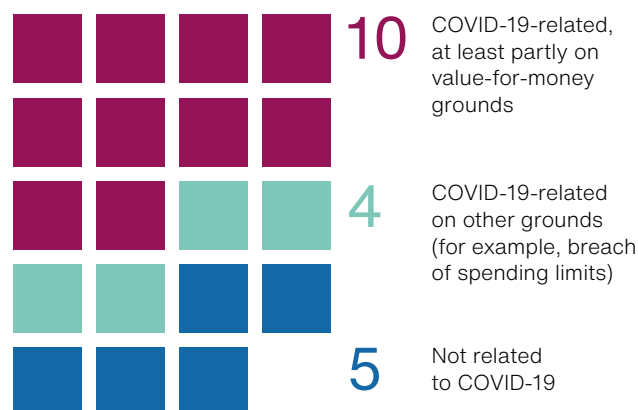 10
COVID-19-related,
at least partly on
value-for-money
grounds
4
COVID-19-related
on other grounds
(for example, breach
of spending limits)
5
Not related
to COVID-19